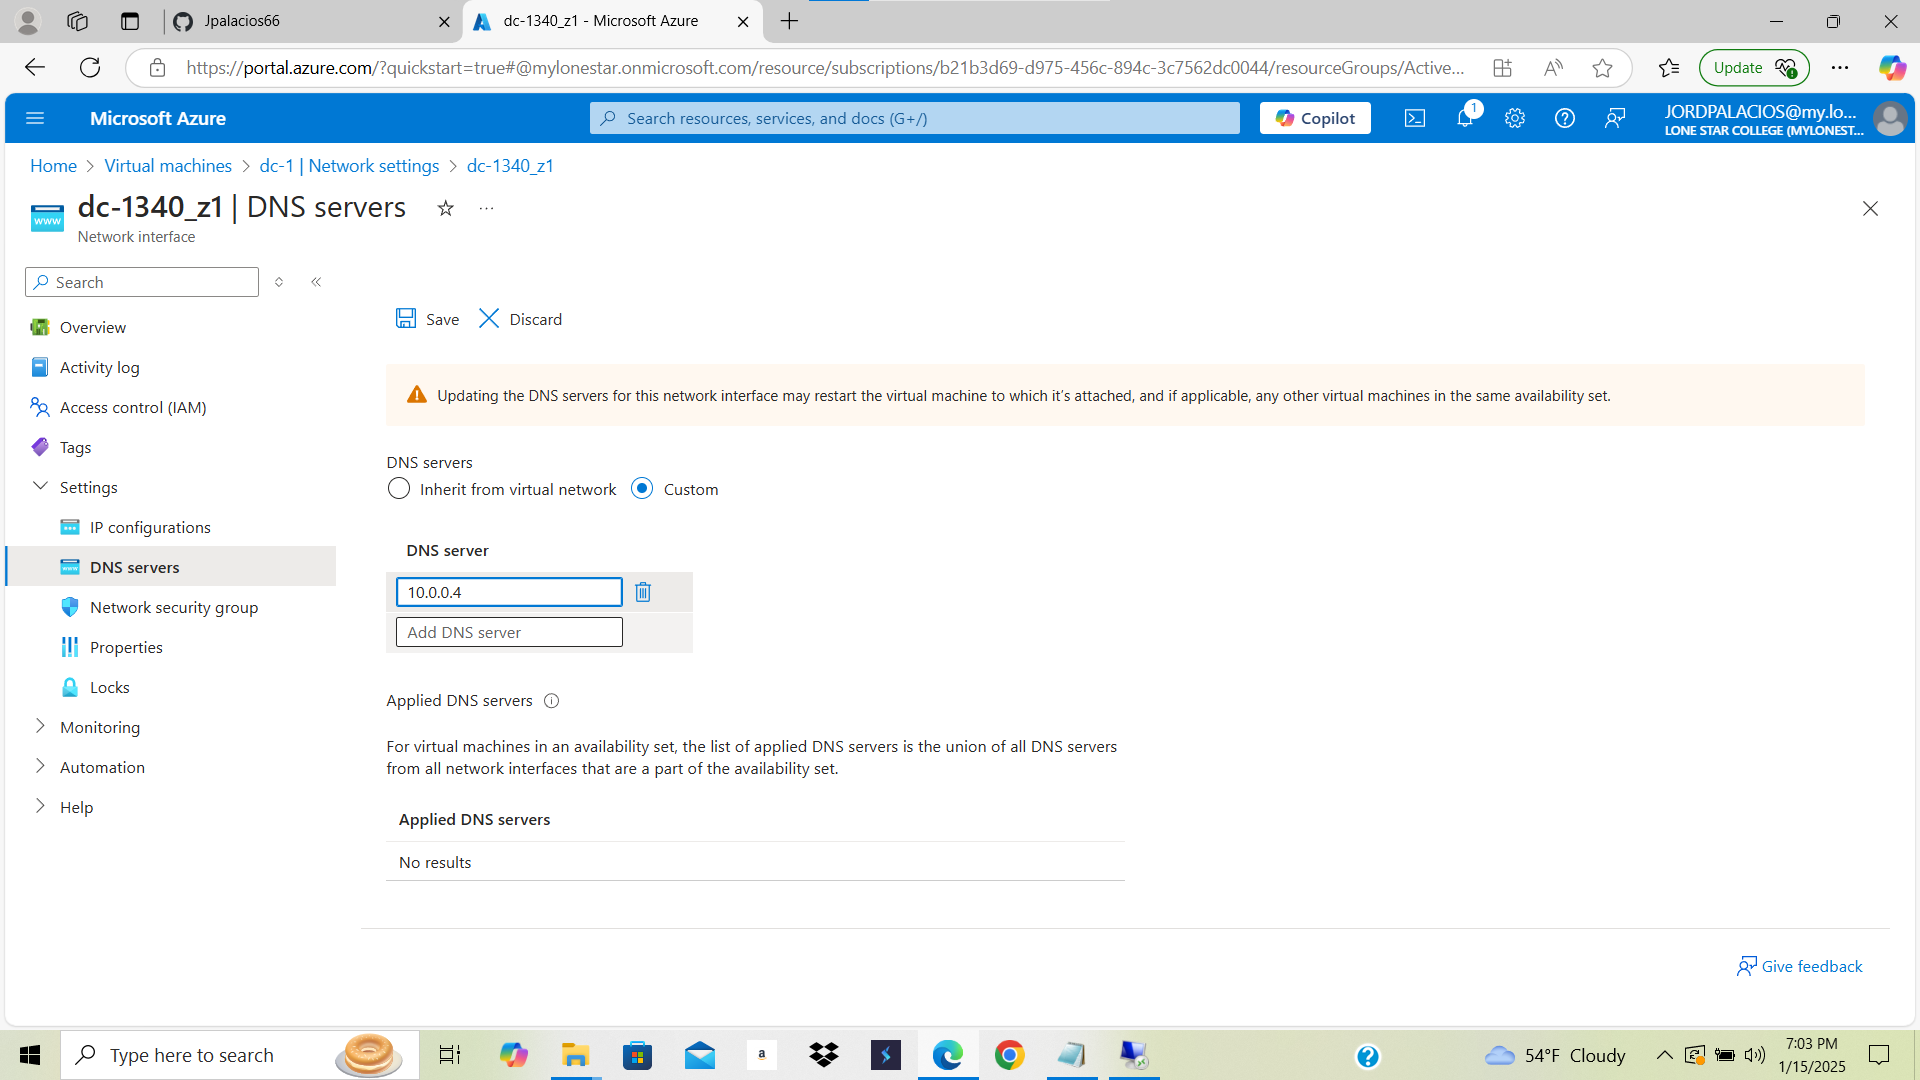 Jpalacios66
dc-1340_z1 - Microsoft Azure
https://portal.azure.com/?quickstart=true#@mylonestar.onmicrosoft.com/resource/subscriptions/b21b3d69-d975-456c-894c-3c7562dc0044/resourceGroups/Active...
Update
Microsoft Azure
Search resources, services, and docs (G+/)
Copilot
1
JORDPALACIOS@my.lo...
LONE STAR COLLEGE (MYLONEST...
Home > Virtual machines > dc-1 | Network settings > dc-1340_z1
www
dc-1340_z1 | DNS servers
Network interface
Search
Save
Discard
Overview
Activity log
Access control (IAM)
Tags
Settings
IP configurations
DNS servers
Network security group
Properties
Locks
Monitoring
Automation
Help
Updating the DNS servers for this network interface may restart the virtual machine to which it's attached, and if applicable, any other virtual machines in the same availability set.
DNS servers
Inherit from virtual network
Custom
DNS server
10.0.0.4
Add DNS server
Applied DNS servers
For virtual machines in an availability set, the list of applied DNS servers is the union of all DNS servers
from all network interfaces that are a part of the availability set.
Applied DNS servers
No results
Give feedback
Type here to search
a
54°F Cloudy
7:03 PM
1/15/2025